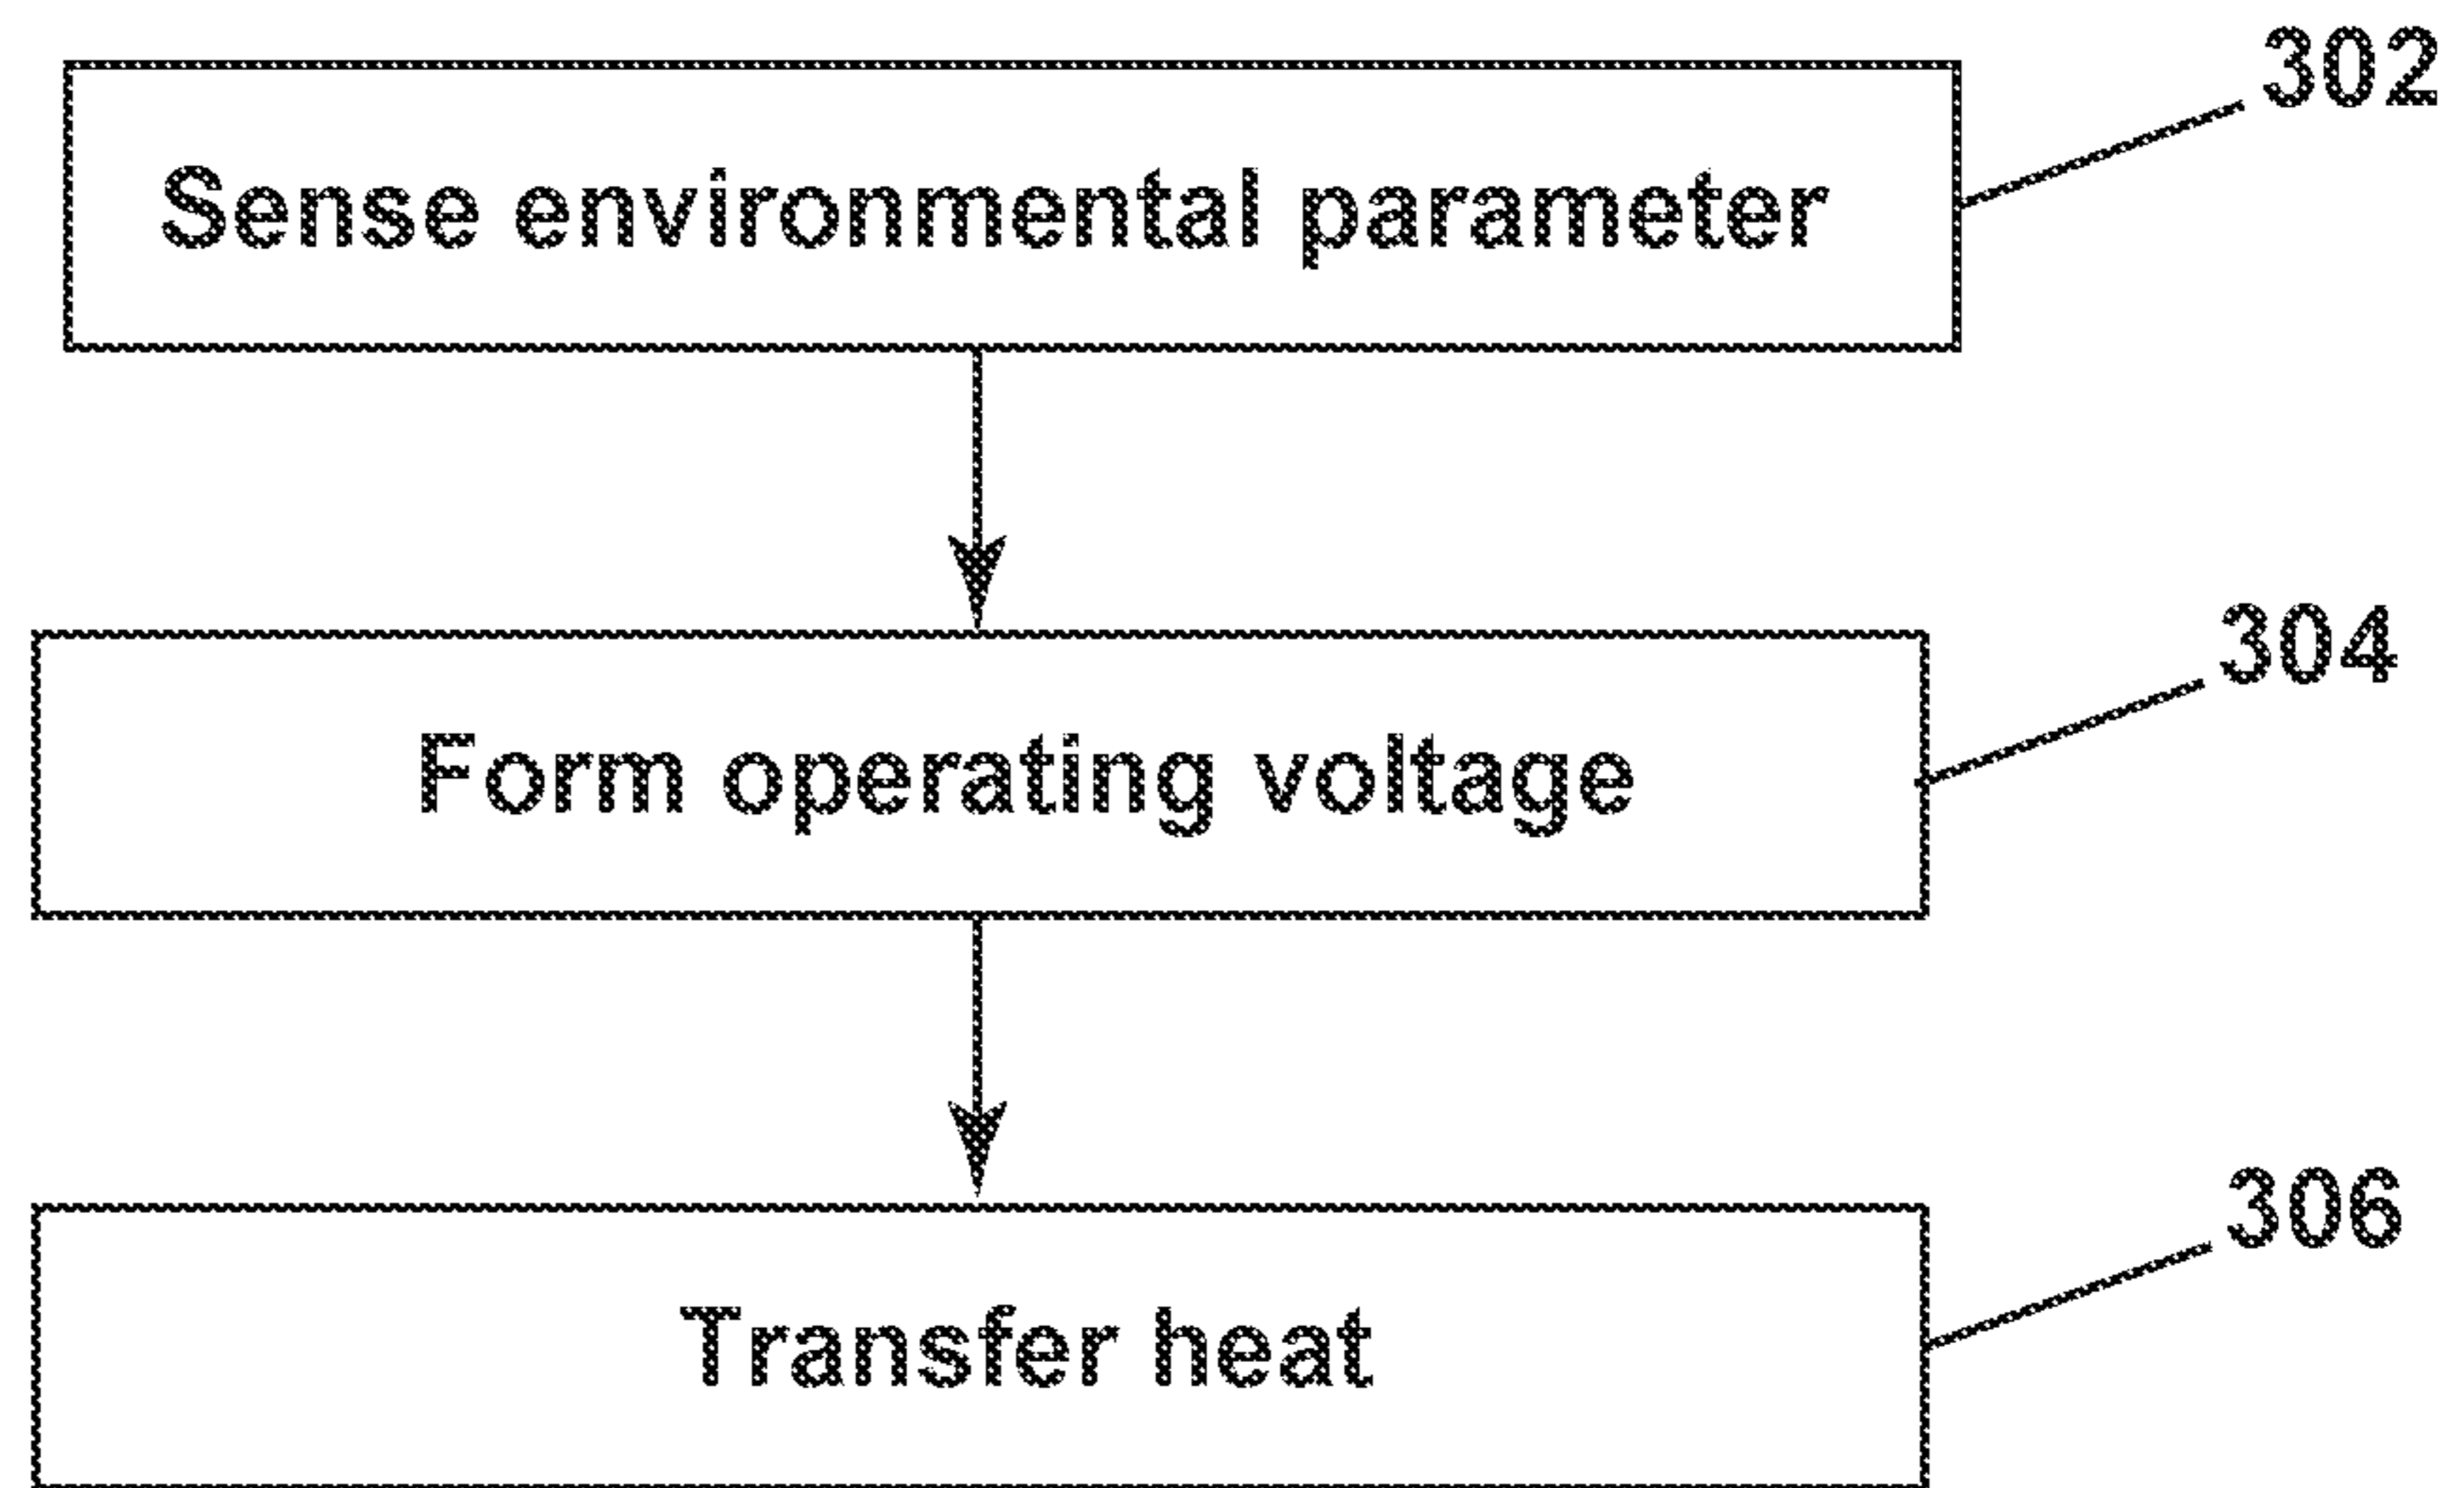 302
Sense environmental parameter
304
Form operating voltage
306
Transfer heat